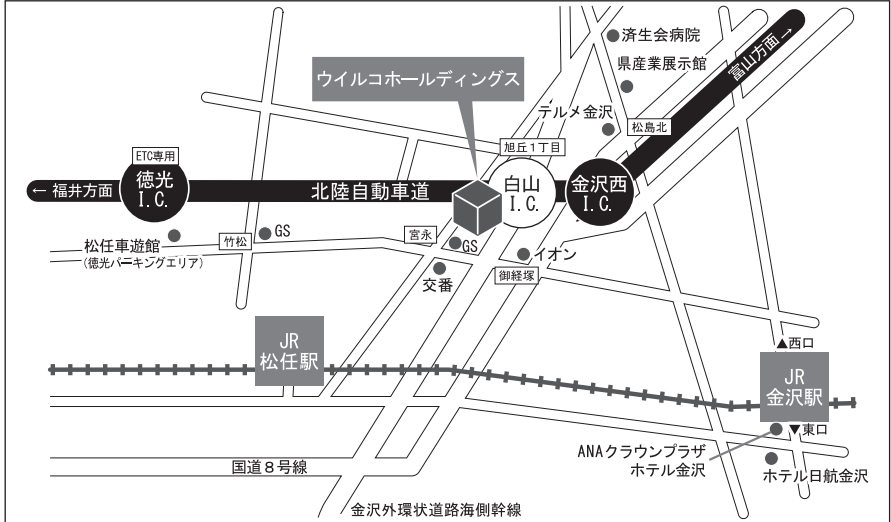 済生会病院
県産業展示館
富山方面→
ウイルコホールディングス
テルメ金沢
松島北
旭丘1丁目
ETC専用
徳光
I.C.
白山
I.C.
金沢西
I.C.
←福井方面
北陸自動車道
GS
竹松
宮永
GS
松任車遊館
(徳光パーキングエリア)
イオン
御経塚
交番
JR
松任駅
▲西口
JR
金沢駅
▼東口
ANAクラウンプラザ
ホテル金沢
ホテル日航金沢
国道8号線
金沢外環状道路海側幹線